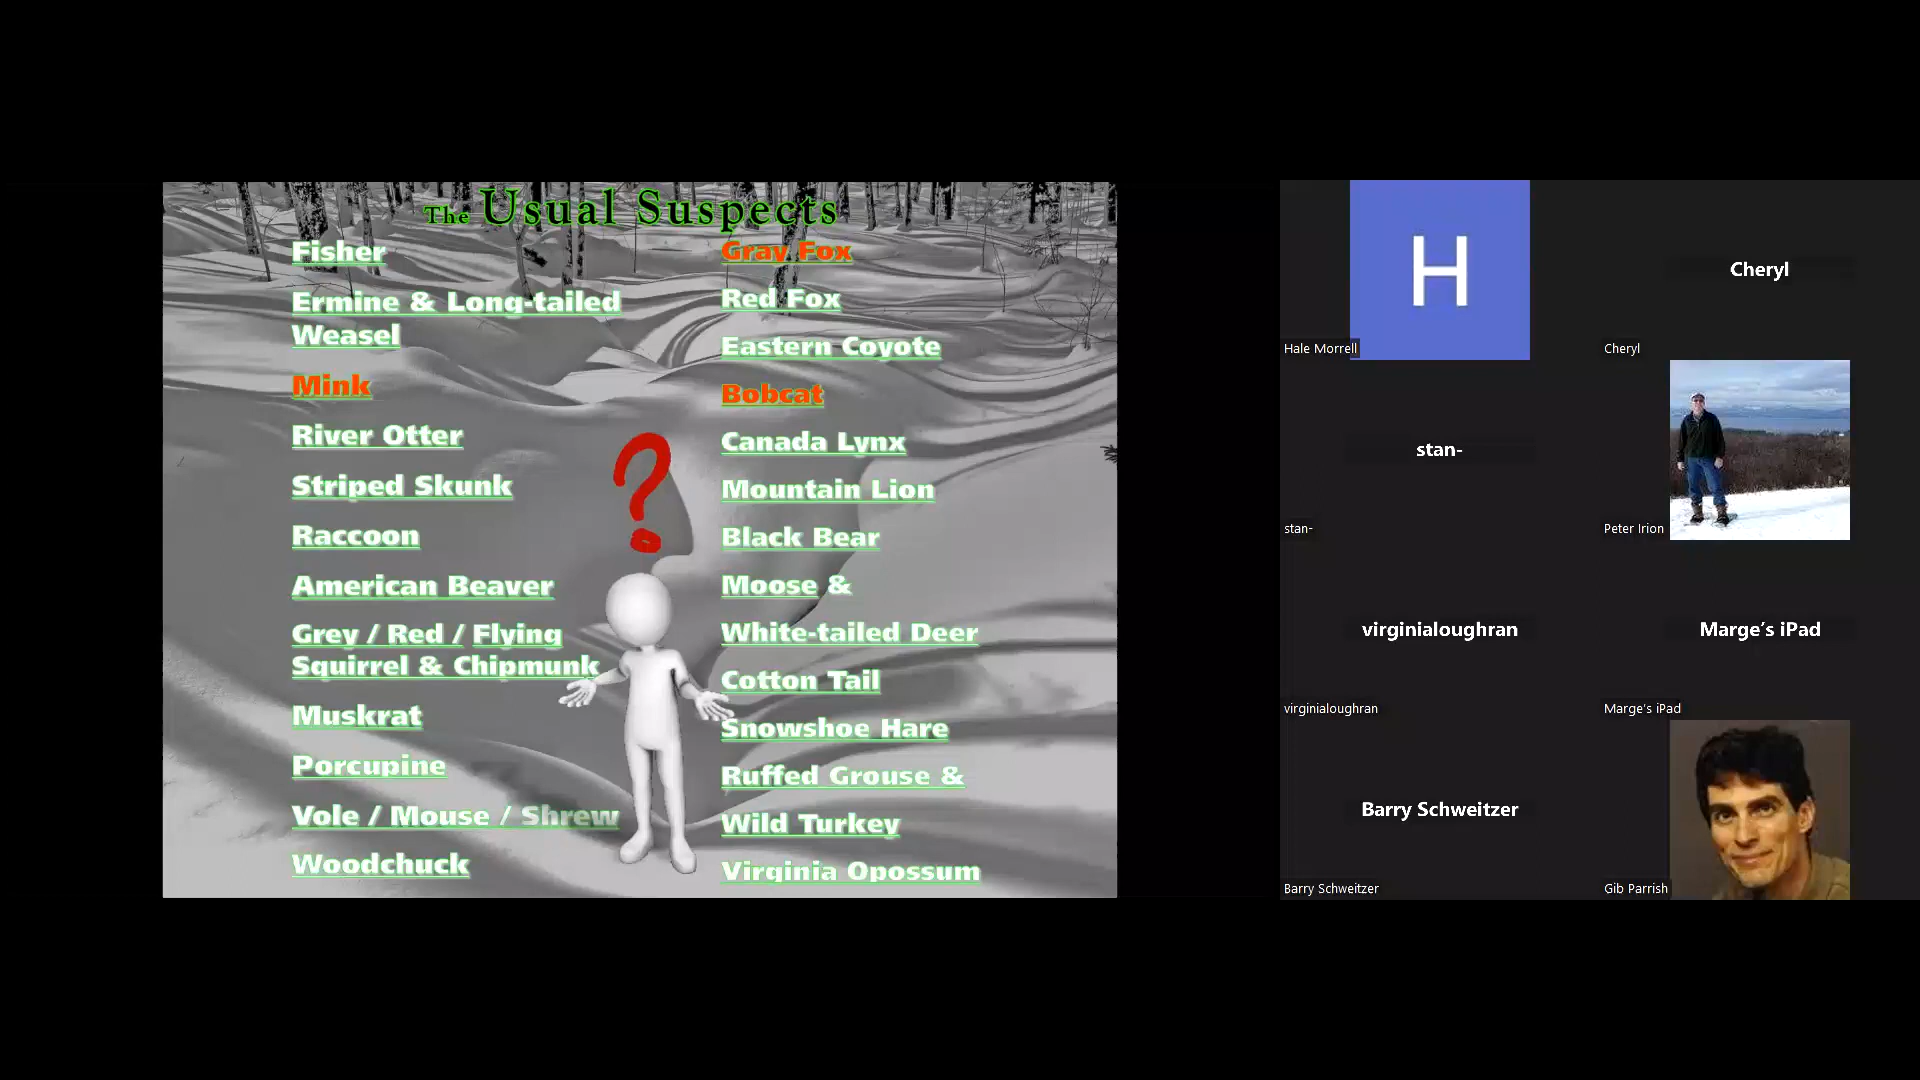 The Usual Suspects
Fisher
Ermine & Long-tailed
Weasel
Mink
River Otter
Striped Skunk
Raccoon
American Beaver
Grey / Red / Flying
Squirrel & Chipmunk
Muskrat
Porcupine
Vole / Mouse / Shrew
Woodchuck
?
Gray Fox
Red Fox
Eastern Coyote
Bobcat
Canada Lynx
Mountain Lion
Black Bear
Moose &
White-tailed Deer
Cotton Tail
Snowshoe Hare
Ruffed Grouse &
Wild Turkey
Virginia Opossum
H
Hale Morrell
Cheryl
Cheryl
stan-
stan-
Peter Irion
virginialoughran
virginialoughran
Marge's iPad
Marge's iPad
Barry Schweitzer
Barry Schweitzer
Gib Parrish